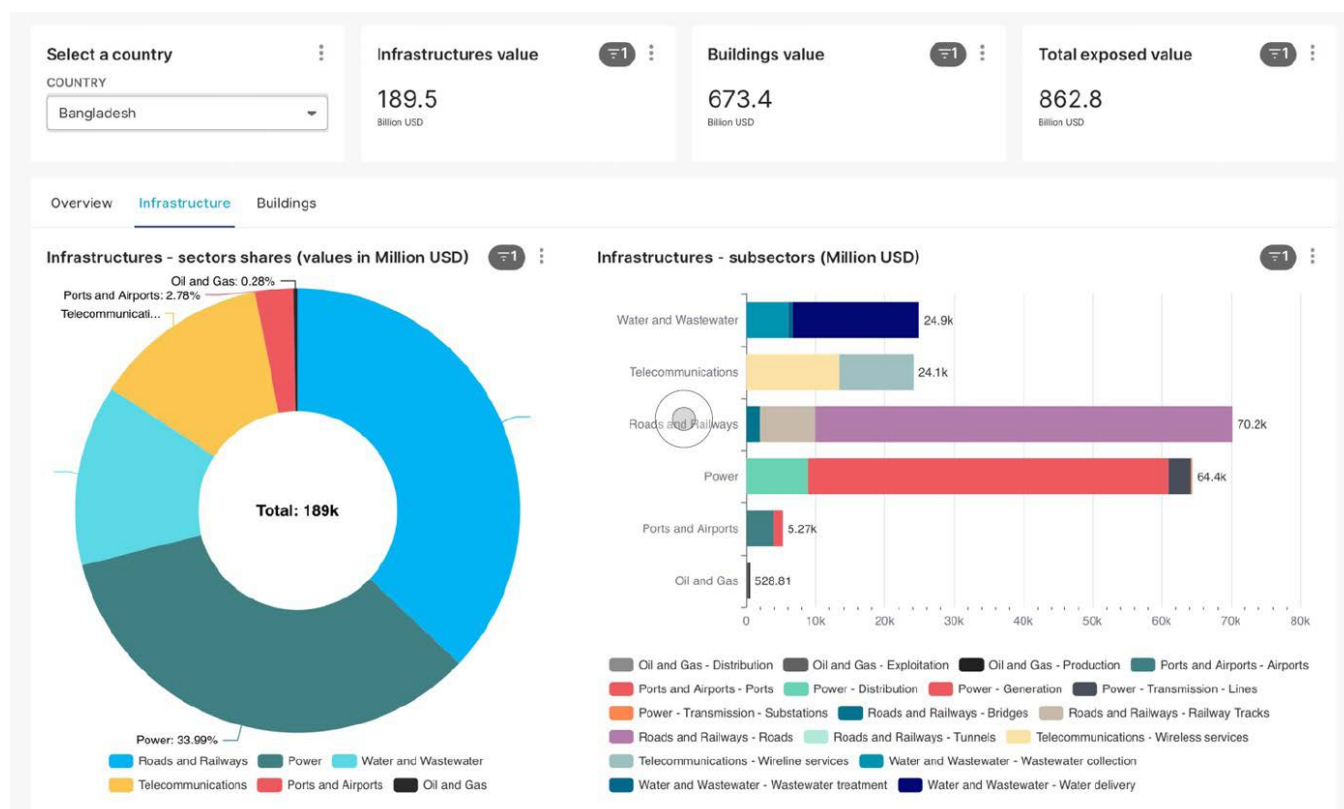 Select a country
COUNTRY
Bangladesh
Infrastructures value
1
189.5
Billion USD
Buildings value
1
673.4
Billion USD
Total exposed value
1
862.8
Billion USD
Overview Infrastructure Buildings
Infrastructures - sectors shares (values in Million USD)
1
Oil and Gas: 0.28%
Ports and Airports: 2.78%
Telecommunicati...
Total: 189k
Power: 33.99%
Roads and Railways Power Water and Wastewater
Telecommunications Ports and Airports Oil and Gas
Infrastructures - subsectors (Million USD)
1
Water and Wastewater 24.9k
Telecommunications 24.1k
Roads and Railways 70.2k
Power 64.4k
Ports and Airports 5.27k
Oil and Gas 528.81
0 10k 20k 30k 40k 50k 60k 70k 80k
Oil and Gas - Distribution Oil and Gas - Exploitation Oil and Gas - Production Ports and Airports - Airports
Ports and Airports - Ports Power - Distribution Power - Generation Power - Transmission - Lines
Power - Transmission - Substations Roads and Railways - Bridges Roads and Railways - Railway Tracks
Roads and Railways - Roads Roads and Railways - Tunnels Telecommunications - Wireless services
Telecommunications - Wireline services Water and Wastewater - Wastewater collection
Water and Wastewater - Wastewater treatment Water and Wastewater - Water delivery